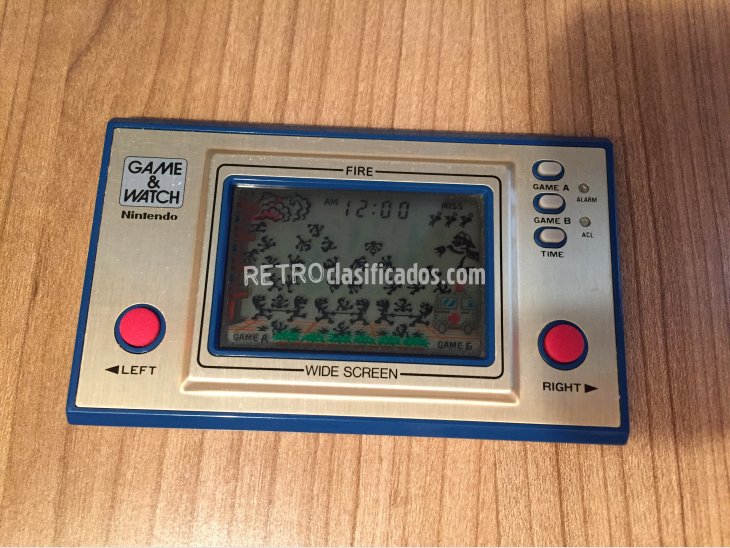 GAME
&
WATCH
Nintendo
FIRE
AM 12:00
MISS
GAME A
ALARM
GAME B
ACL
TIME
RETROclasificados.com
GAME A
GAME B
WIDE SCREEN
◄LEFT
RIGHT►